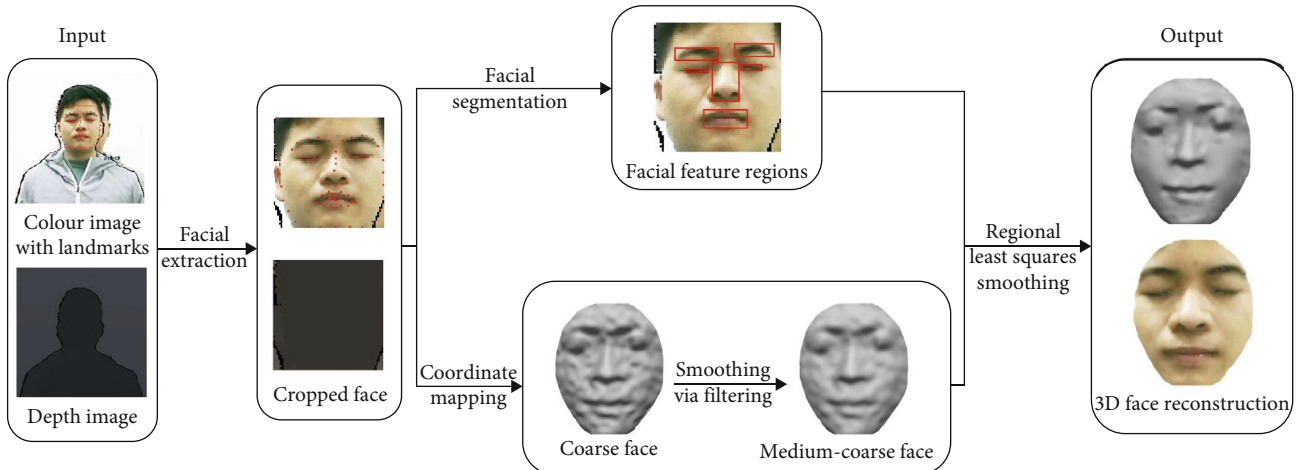 Input
Colour image
with landmarks
Depth image
Facial
extraction
Cropped face
Facial
segmentation
Facial feature regions
Coordinate
mapping
Coarse face
Smoothing
via filtering
Medium-coarse face
Regional
least squares
smoothing
Output
3D face reconstruction